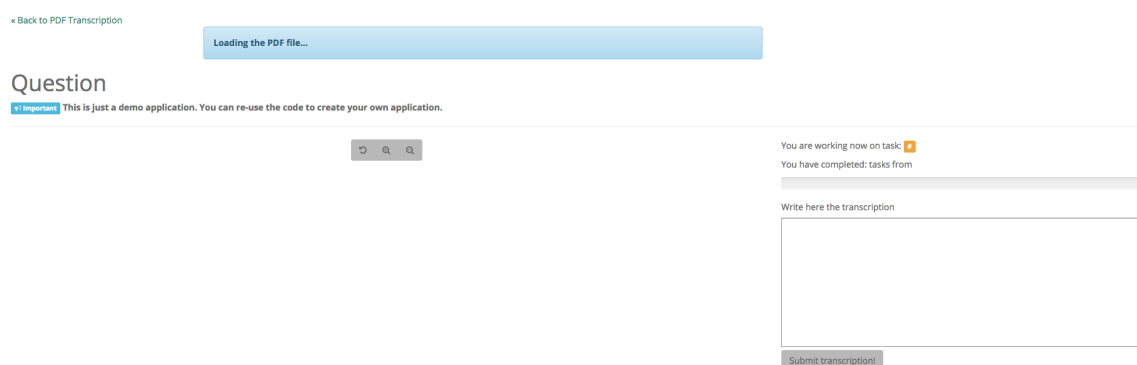 « Back to PDF Transcription
Loading the PDF file...
Question
Important This is just a demo application. You can re-use the code to create your own application.
You are working now on task: #
You have completed: tasks from
Write here the transcription
Submit transcription!